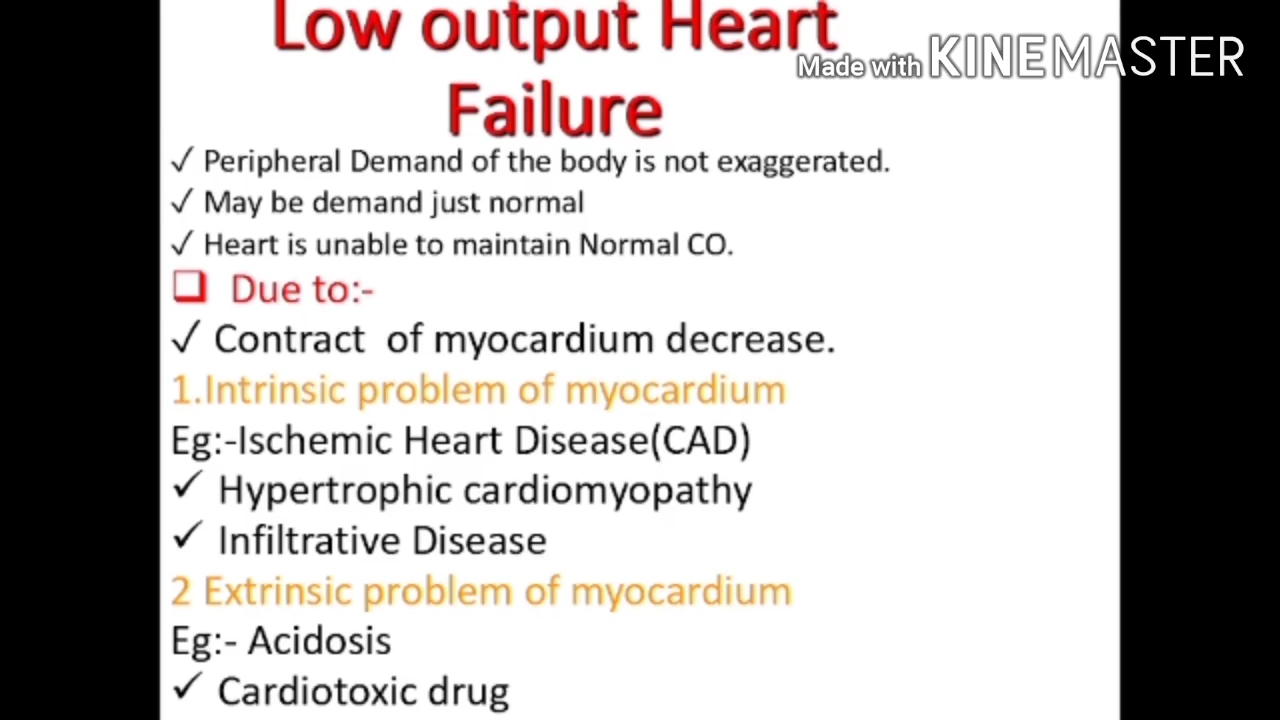 Low output Heart
Made with KINEMASTER
Failure
✓ Peripheral Demand of the body is not exaggerated.
✓ May be demand just normal
✓ Heart is unable to maintain Normal CO.
❑ Due to:-
✓ Contract of myocardium decrease.
1.Intrinsic problem of myocardium
Eg:-Ischemic Heart Disease(CAD)
✓ Hypertrophic cardiomyopathy
✓ Infiltrative Disease
2 Extrinsic problem of myocardium
Eg:- Acidosis
✓ Cardiotoxic drug